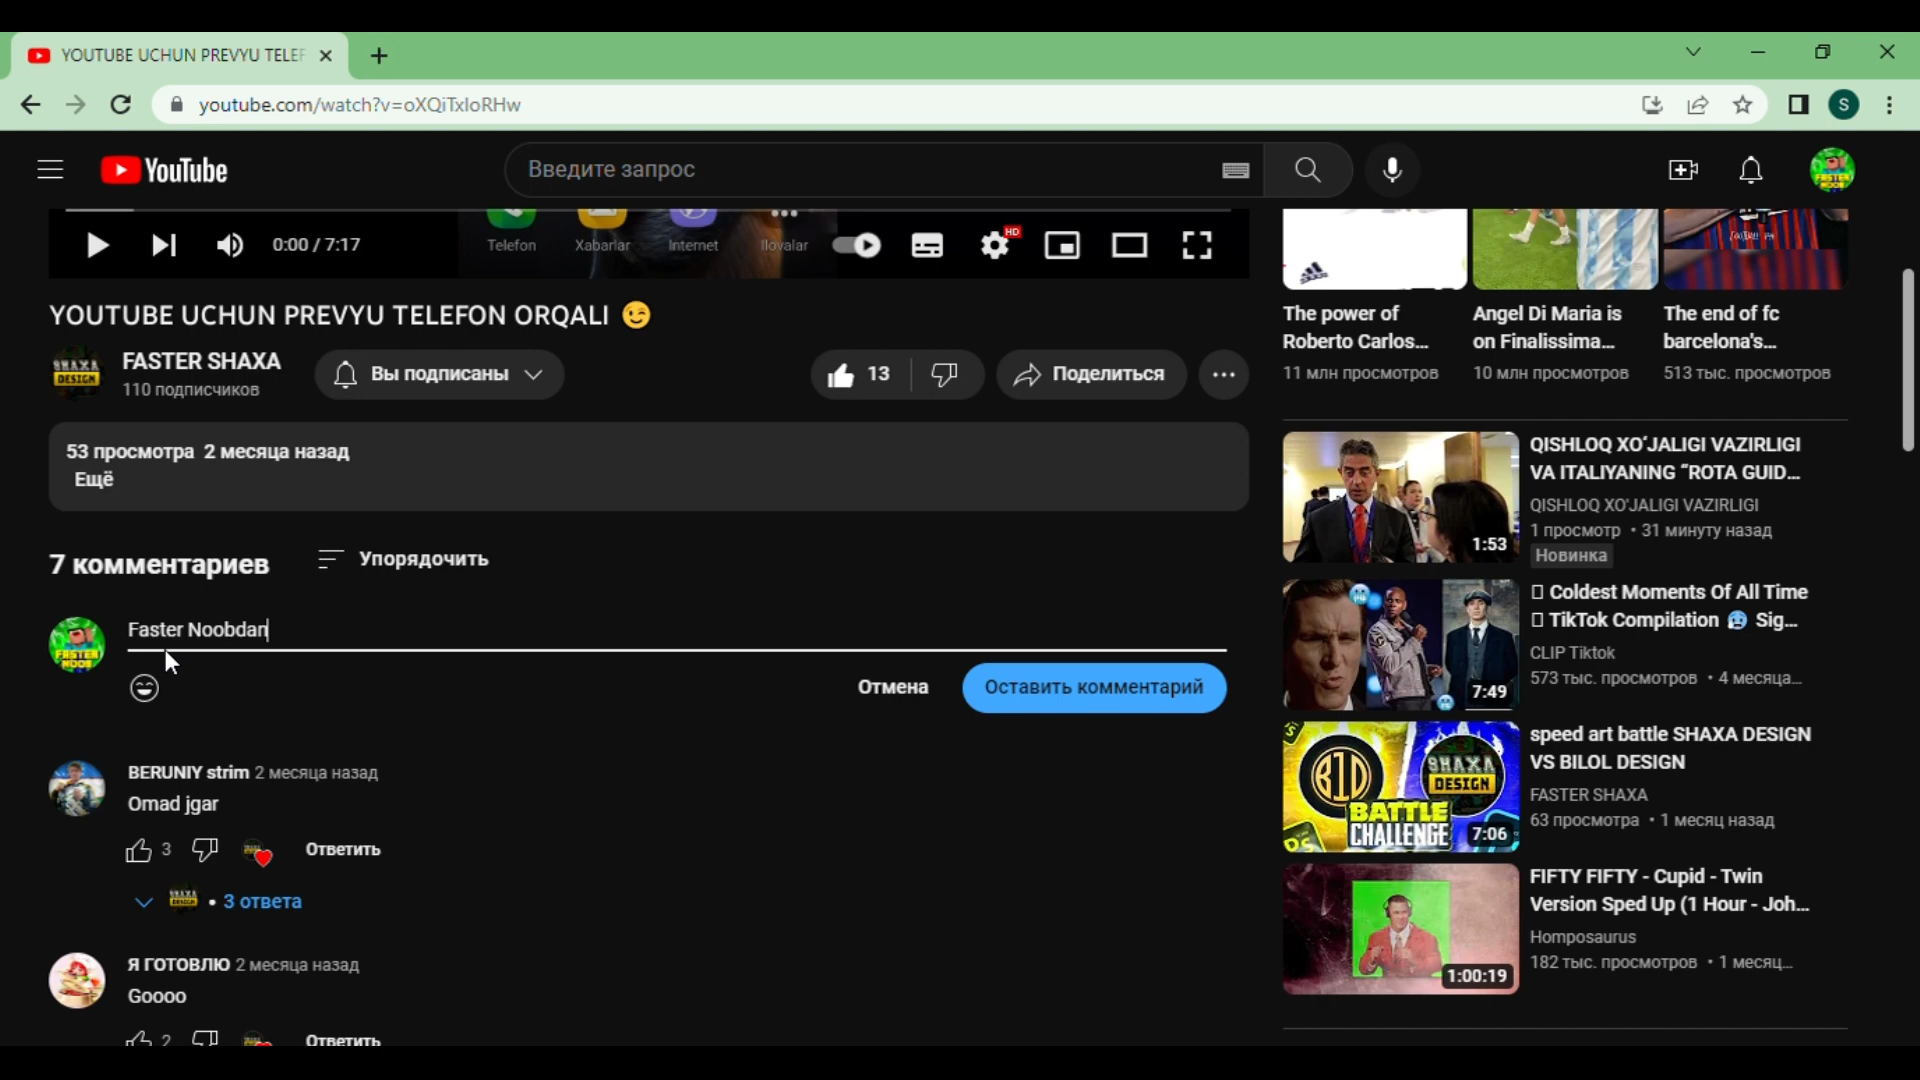 YOUTUBE UCHUN PREVYU TELEF
youtube.com/watch?v=oXQiTxIoRHw
S
YouTube
Введите запрос
FASTER NOOB
0:00 / 7:17
Telefon
Xabarlar
Internet
Ilovalar
HD
YOUTUBE UCHUN PREVYU TELEFON ORQALI 😉
SHAXA DESIGN
FASTER SHAXA
110 подписчиков
Вы подписаны
13
Поделиться
53 просмотра 2 месяца назад
Ещё
7 комментариев
Упорядочить
FASTER NOOB
Faster Noobdan
Отмена
Оставить комментарий
BERUNIY strim 2 месяца назад
Omad jgar
3
Ответить
• 3 ответа
Я ГОТОВЛЮ 2 месяца назад
Goooo
2
Ответить
adidas
The power of
Roberto Carlos...
11 млн просмотров
Angel Di Maria is
on Finalissima...
10 млн просмотров
The end of fc
barcelona's...
513 тыс. просмотров
1:53
QISHLOQ XO‘JALIGI VAZIRLIGI
VA ITALIYANING “ROTA GUID...
QISHLOQ XO'JALIGI VAZIRLIGI
1 просмотр • 31 минуту назад
Новинка
7:49
Coldest Moments Of All Time
TikTok Compilation 🥶 Sig...
CLIP Tiktok
573 тыс. просмотров • 4 месяца...
SHAXA
DESIGN
BATTLE
CHALLENGE
7:06
speed art battle SHAXA DESIGN
VS BILOL DESIGN
FASTER SHAXA
63 просмотра • 1 месяц назад
1:00:19
FIFTY FIFTY - Cupid - Twin
Version Sped Up (1 Hour - Joh...
Homposaurus
182 тыс. просмотров • 1 месяц...